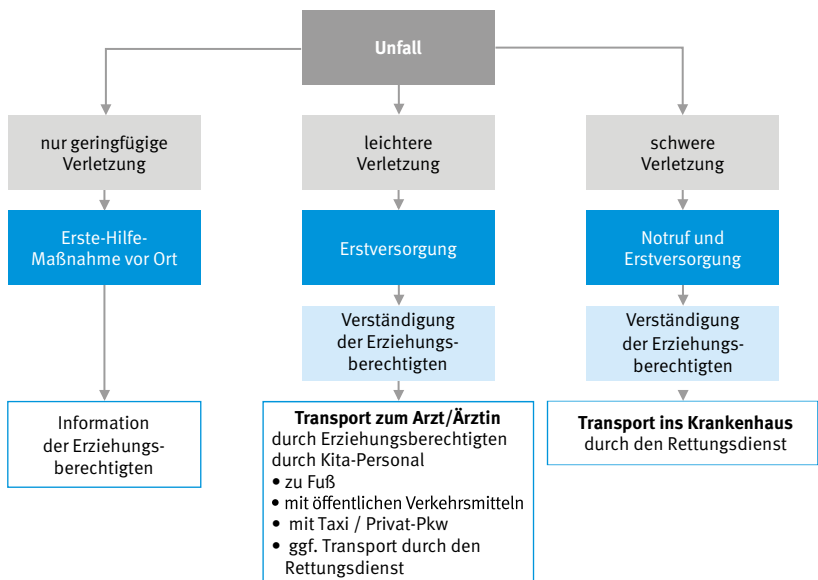 Unfall
nur geringfügige
Verletzung
leichtere
Verletzung
schwere
Verletzung
Erste-Hilfe-
Maßnahme vor Ort
Erstversorgung
Notruf und
Erstversorgung
Verständigung
der Erziehungs-
berechtigten
Verständigung
der Erziehungs-
berechtigten
Information
der Erziehungs-
berechtigten
Transport zum Arzt/Ärztin
durch Erziehungsberechtigten
durch Kita-Personal
• zu Fuß
• mit öffentlichen Verkehrsmitteln
• mit Taxi / Privat-Pkw
• ggf. Transport durch den
Rettungsdienst
Transport ins Krankenhaus
durch den Rettungsdienst